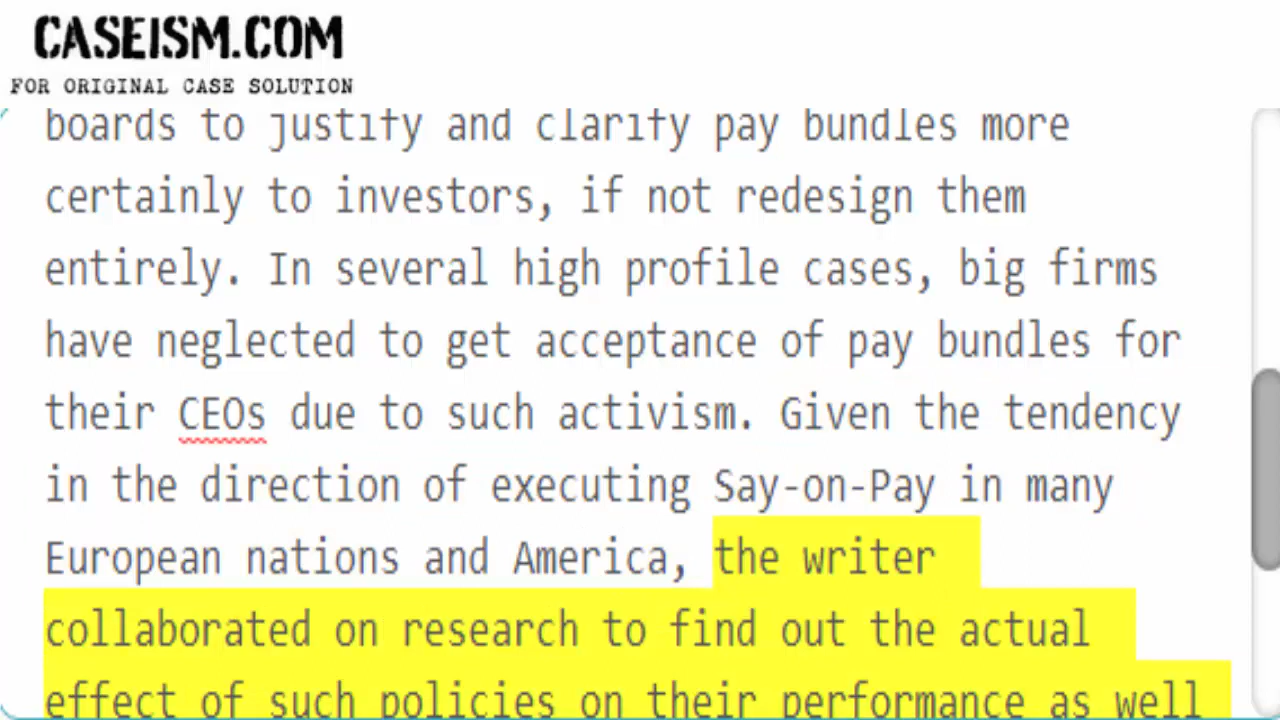 CASEISM.COM
FOR ORIGINAL CASE SOLUTION
boards to justify and clarify pay bundles more
certainly to investors, if not redesign them
entirely. In several high profile cases, big firms
have neglected to get acceptance of pay bundles for
their CEOs due to such activism. Given the tendency
in the direction of executing Say-on-Pay in many
European nations and America, the writer
collaborated on research to find out the actual
effect of such policies on their performance as well